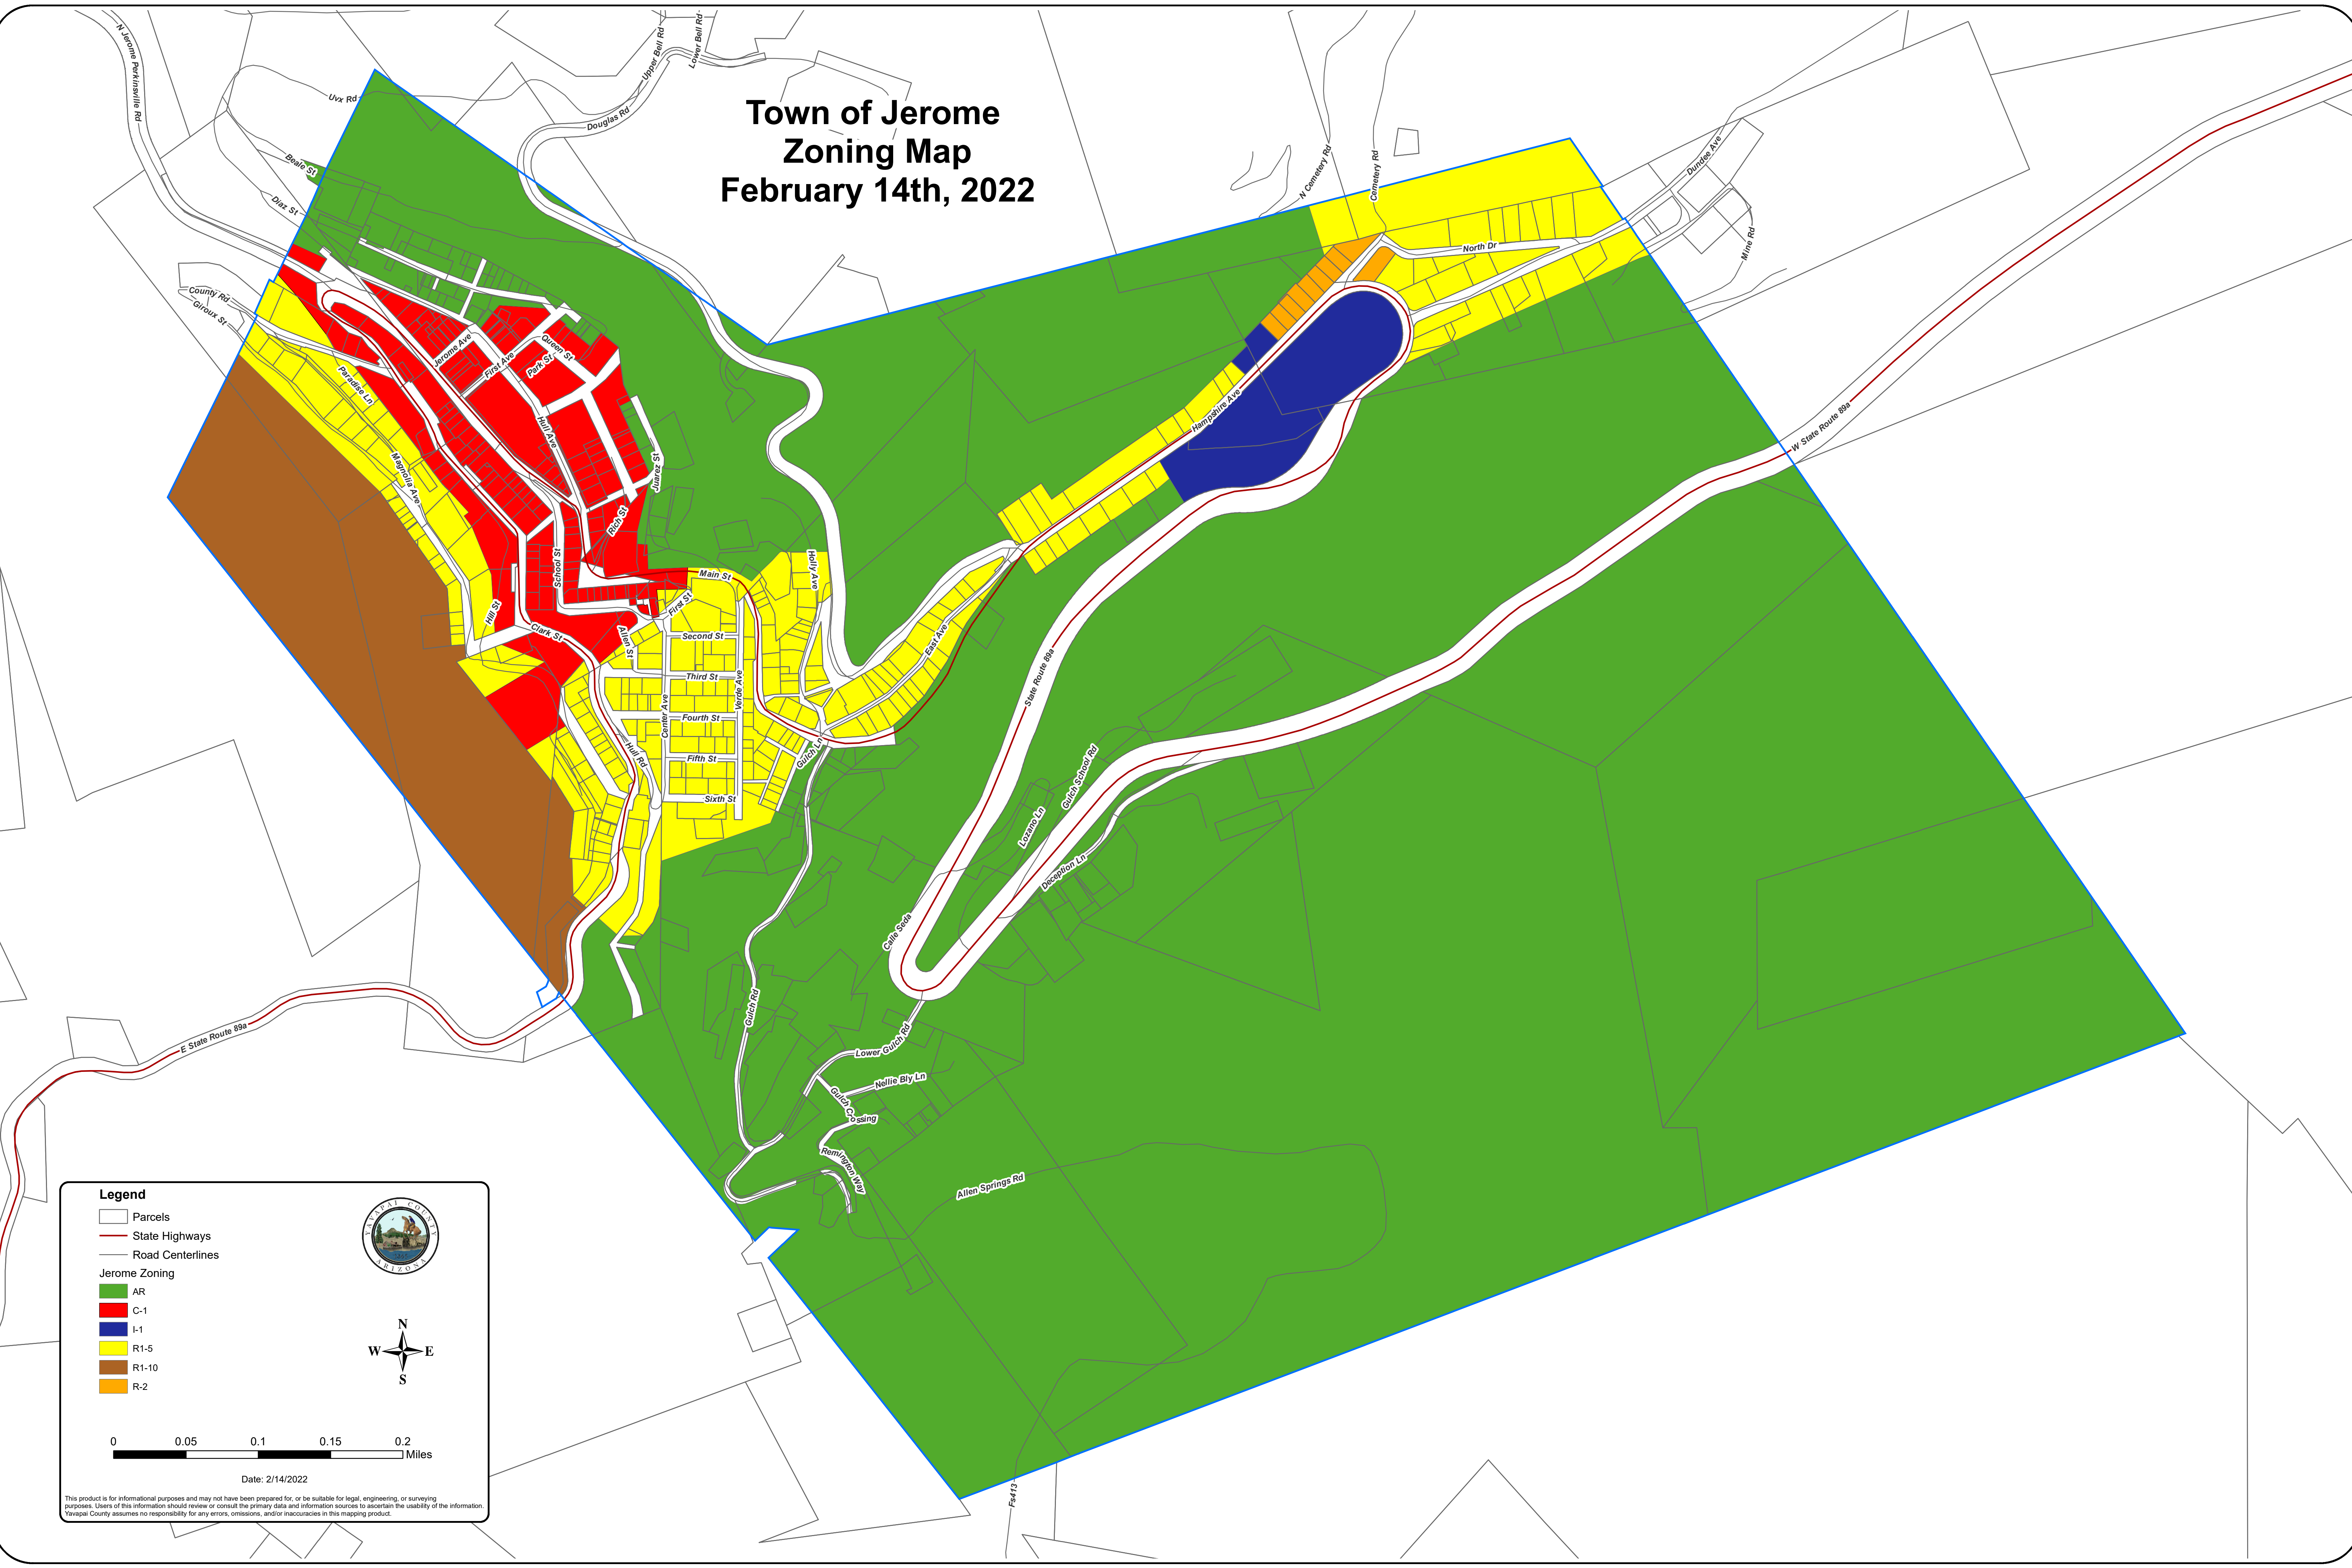 Town of Jerome
Zoning Map
February 14th, 2022
N Jerome Perkinsville Rd
Uvx Rd
Upper Bell Rd
Lower Bell Rd
Douglas Rd
Beale St
Diaz St
County Rd
Giroux St
N Cemetery Rd
Cemetery Rd
Dundee Ave
Mine Rd
North Dr
Jerome Ave
First Ave
Park St
Queen St
Paradise Ln
Hull Ave
Magnolia Ave
Juarez St
Rich St
School St
Hill St
Clark St
Main St
First St
Holly Ave
Allen St
Second St
Third St
Verde Ave
Center Ave
Fourth St
Hull Rd
Fifth St
Gulch Ln
Sixth St
East Ave
Hampshire Ave
W State Route 89a
State Route 89a
Gulch School Rd
Lozano Ln
Deception Ln
Calle Seda
Gulch Rd
Lower Gulch Rd
Nellie Bly Ln
Gulch Crossing
Remington Way
Allen Springs Rd
E State Route 89a
Fs413
Legend
Parcels
State Highways
Road Centerlines
Jerome Zoning
AR
C-1
I-1
R1-5
R1-10
R-2
YAVAPAI COUNTY
ARIZONA
N
W E
S
0 0.05 0.1 0.15 0.2
Miles
Date: 2/14/2022
This product is for informational purposes and may not have been prepared for, or be suitable for legal, engineering, or surveying
purposes. Users of this information should review or consult the primary data and information sources to ascertain the usability of the information.
Yavapai County assumes no responsibility for any errors, omissions, and/or inaccuracies in this mapping product.